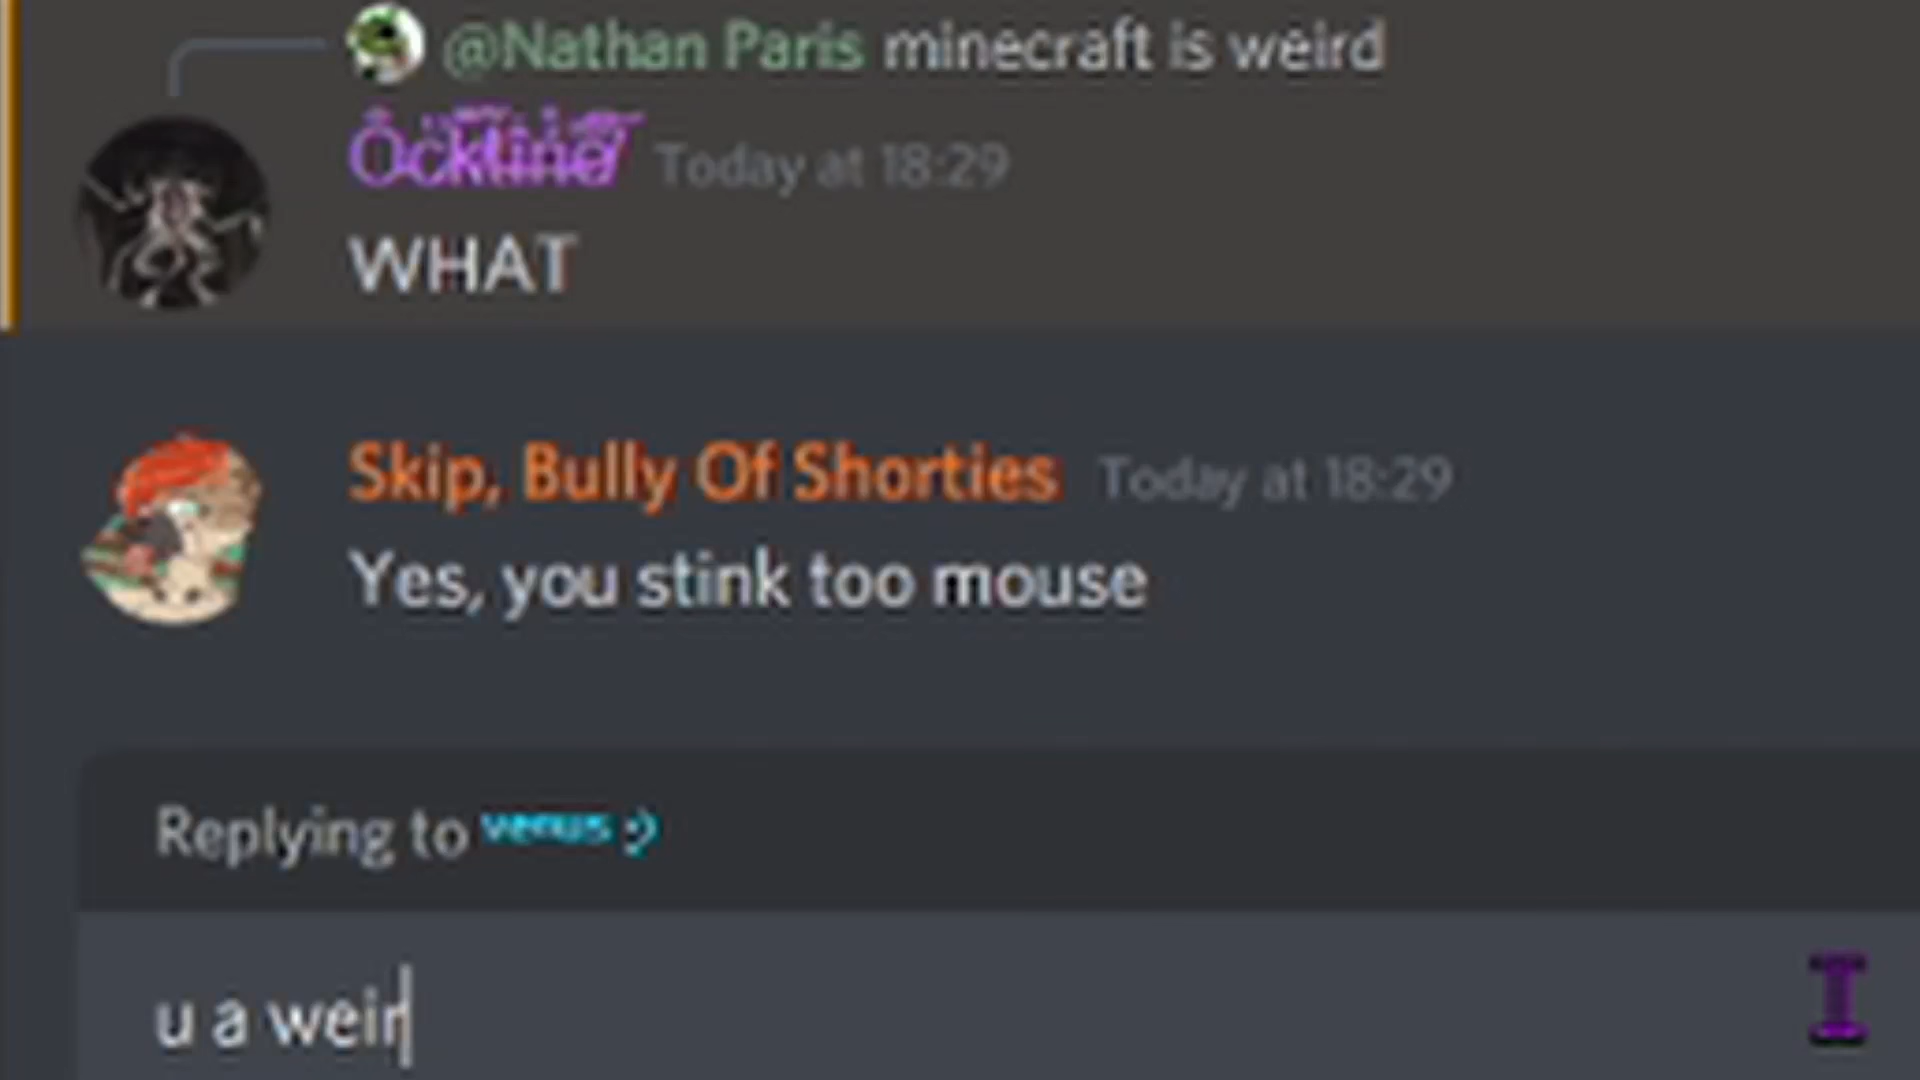 @Nathan Paris minecraft is weird
Today at 18:29
WHAT
Skip, Bully Of Shorties Today at 18:29
Yes, you stink too mouse
Replying to venus :)
u a weir